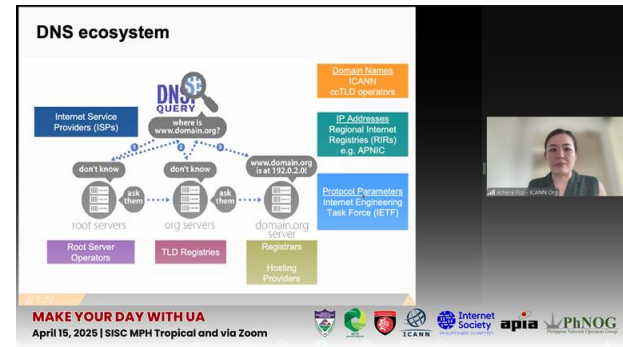 DNS ecosystem
DNS
QUERY
where is
www.domain.org?
Internet Service
Providers (ISPs)
1
2
3
don't know
don't know
www.domain.org
is at 192.0.2.0!
ask
them
ask
them
root servers
org servers
domain.org
server
Root Server
Operators
TLD Registries
Registrars
Hosting
Providers
Domain Names
ICANN
ccTLD operators
IP Addresses
Regional Internet
Registries (RIRs)
e.g. APNIC
Protocol Parameters
Internet Engineering
Task Force (IETF)
Athena Foo - ICANN Org
MAKE YOUR DAY WITH UA
April 15, 2025 | SISC MPH Tropical and via Zoom
ICANN
Internet
Society
PHILIPPINES CHAPTER
apia
PhNOG
Philippine Network Operators Group